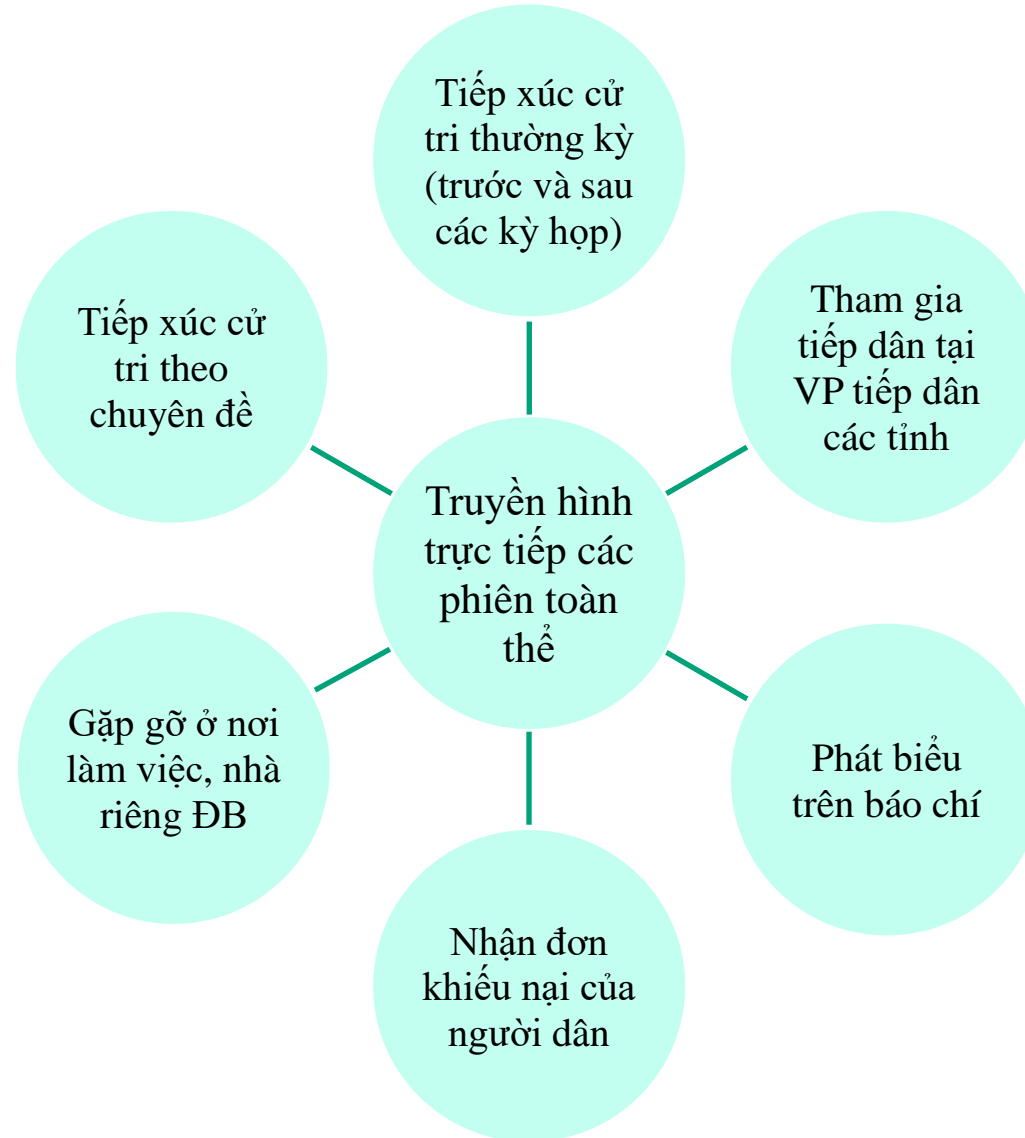 Tiếp xúc cử
tri thường kỳ
(trước và sau
các kỳ họp)
Tham gia
tiếp dân tại
VP tiếp dân
các tỉnh
Phát biểu
trên báo chí
Nhận đơn
khiếu nại của
người dân
Gặp gỡ ở nơi
làm việc, nhà
riêng ĐB
Tiếp xúc cử
tri theo
chuyên đề
Truyền hình
trực tiếp các
phiên toàn
thể